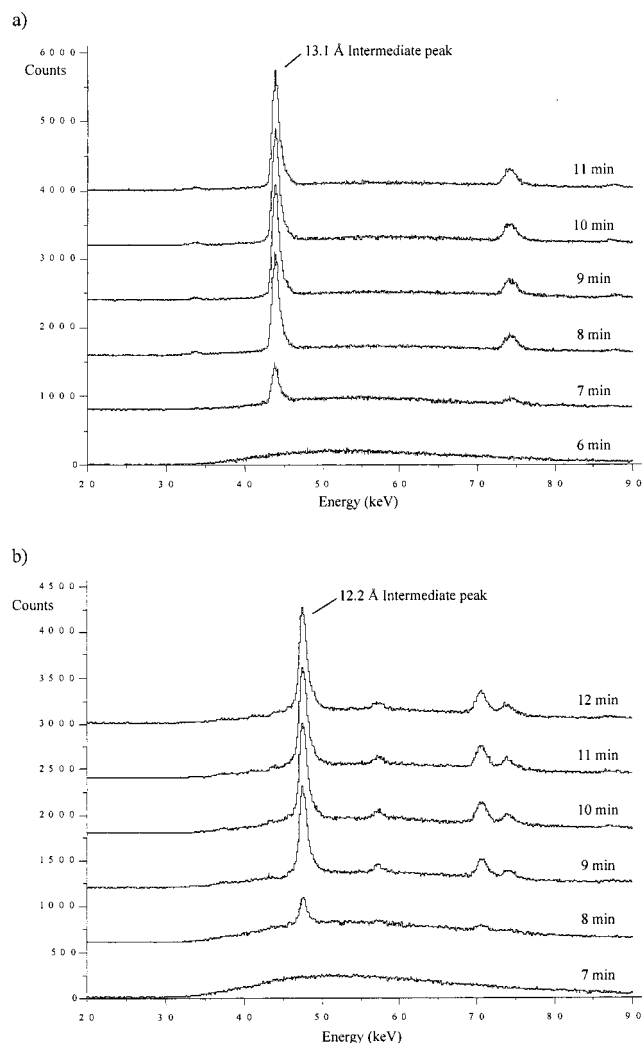 a)
6000
Counts
13.1 Å Intermediate peak
5000
11 min
4000
10 min
3000
9 min
2000
8 min
1000
7 min
0
6 min
20 30 40 50 60 70 80 90
Energy (keV)
b)
4500
Counts
12.2 Å Intermediate peak
4000
3500
12 min
3000
11 min
2500
10 min
2000
9 min
1500
8 min
1000
500
7 min
0
20 30 40 50 60 70 80 90
Energy (keV)